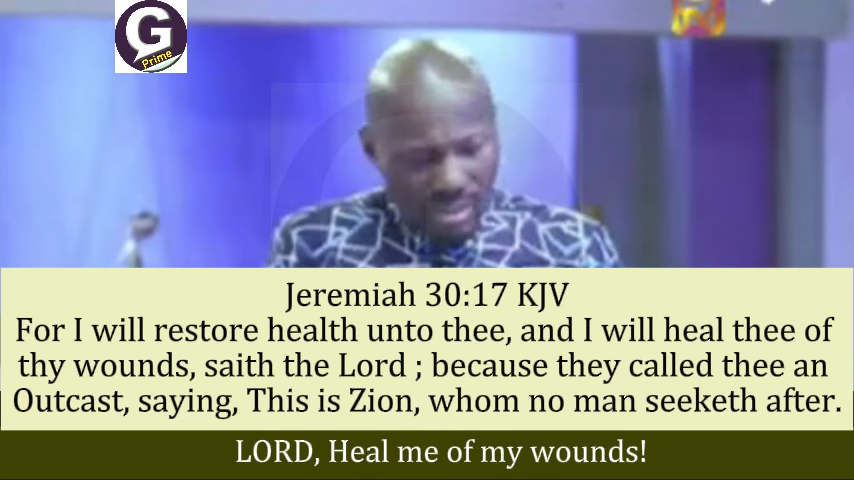 G
Prime
Jeremiah 30:17 KJV
For I will restore health unto thee, and I will heal thee of
thy wounds, saith the Lord ; because they called thee an
Outcast, saying, This is Zion, whom no man seeketh after.
LORD, Heal me of my wounds!